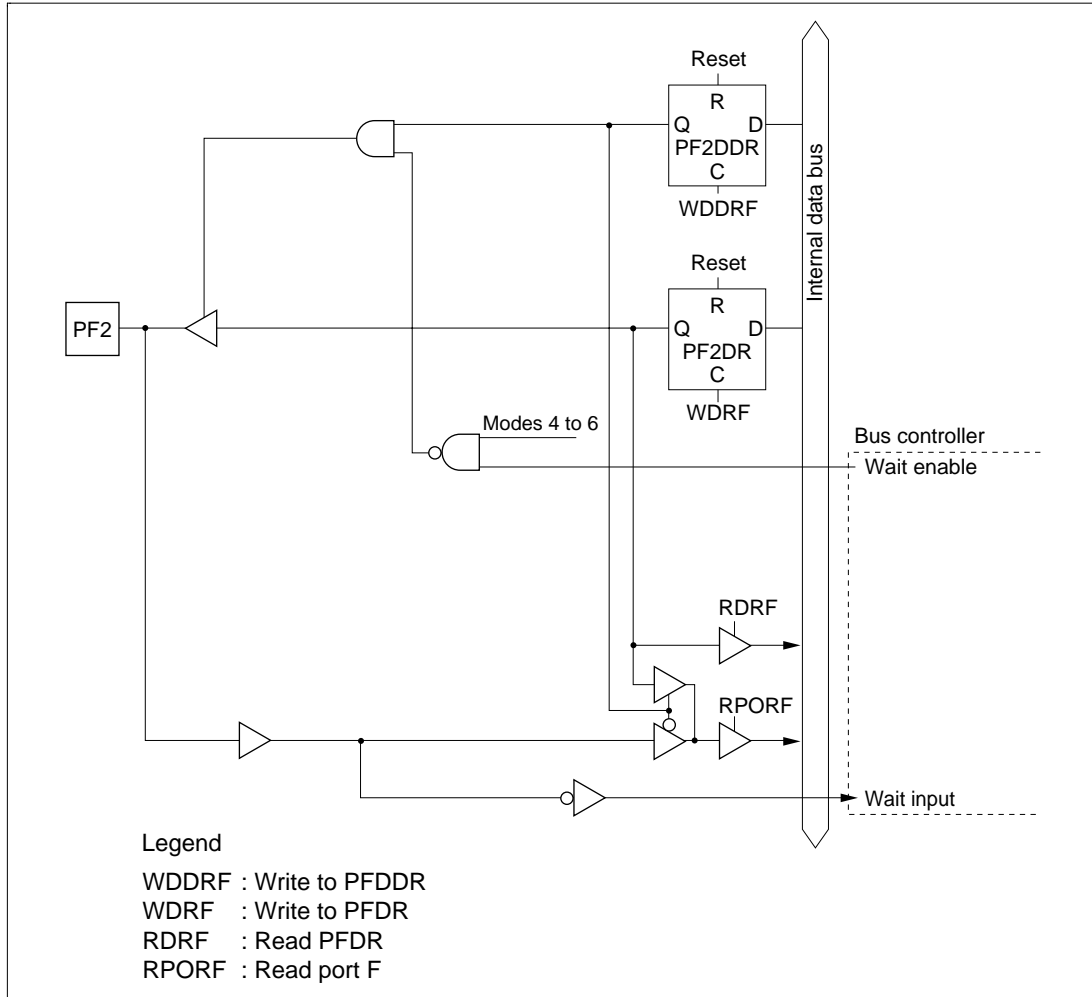 Reset
R
Q D
PF2DDR
C
WDDRF
Internal data bus
Reset
R
PF2
Q D
PF2DR
C
WDRF
Modes 4 to 6
Bus controller
Wait enable
RDRF
RPORF
Wait input
Legend
WDDRF : Write to PFDDR
WDRF : Write to PFDR
RDRF : Read PFDR
RPORF : Read port F